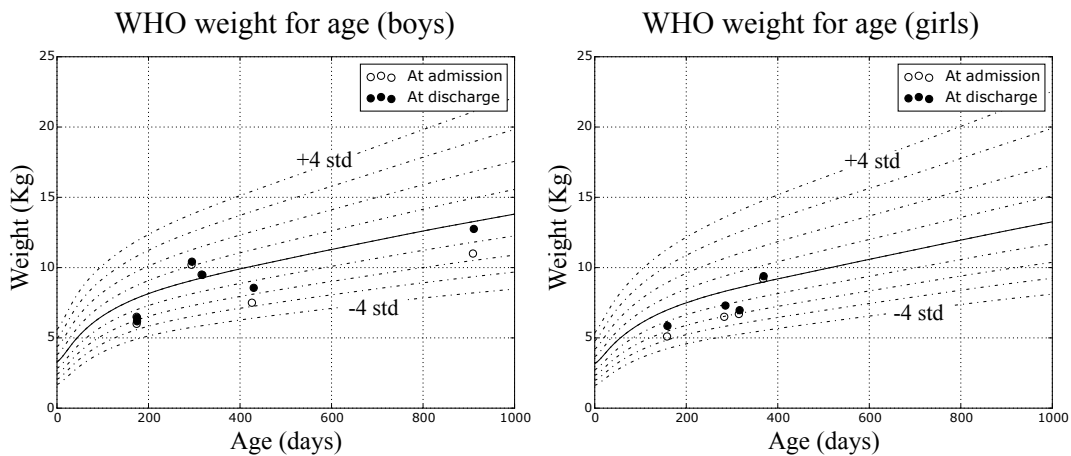 WHO weight for age (boys)
25
20
15
10
5
0
Weight (Kg)
At admission
At discharge
+4 std
-4 std
0 200 400 600 800 1000
Age (days)
WHO weight for age (girls)
25
20
15
10
5
0
Weight (Kg)
At admission
At discharge
+4 std
-4 std
0 200 400 600 800 1000
Age (days)